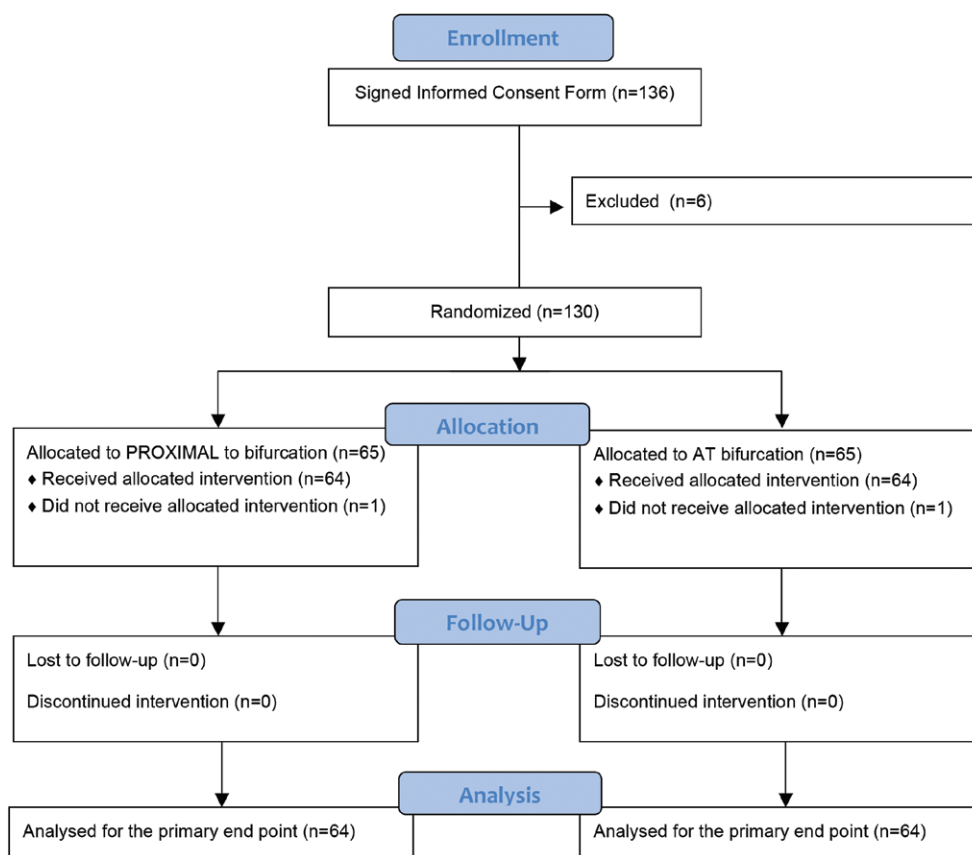 Enrollment
Signed Informed Consent Form (n=136)
Excluded (n=6)
Randomized (n=130)
Allocation
Allocated to PROXIMAL to bifurcation (n=65)
♦ Received allocated intervention (n=64)
♦ Did not receive allocated intervention (n=1)
Allocated to AT bifurcation (n=65)
♦ Received allocated intervention (n=64)
♦ Did not receive allocated intervention (n=1)
Follow-Up
Lost to follow-up (n=0)
Discontinued intervention (n=0)
Lost to follow-up (n=0)
Discontinued intervention (n=0)
Analysis
Analysed for the primary end point (n=64)
Analysed for the primary end point (n=64)